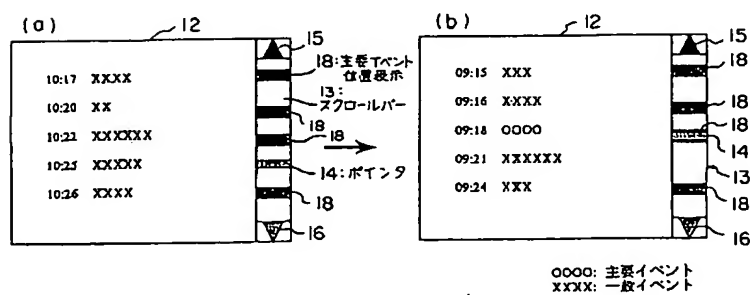 (a)
12
15
18:主要イベント
位置表示
10:17 XXXX
10:20 XX
10:22 XXXXXX
10:25 XXXXX
10:26 XXXX
13:
スクロールバー
18
18
14:ポインタ
18
16
(b)
12
15
09:15 XXX
09:16 XXXX
09:18 OOOO
09:21 XXXXXX
09:24 XXX
18
18
18
14
13
18
16
OOOO: 主要イベント
XXXX: 一般イベント